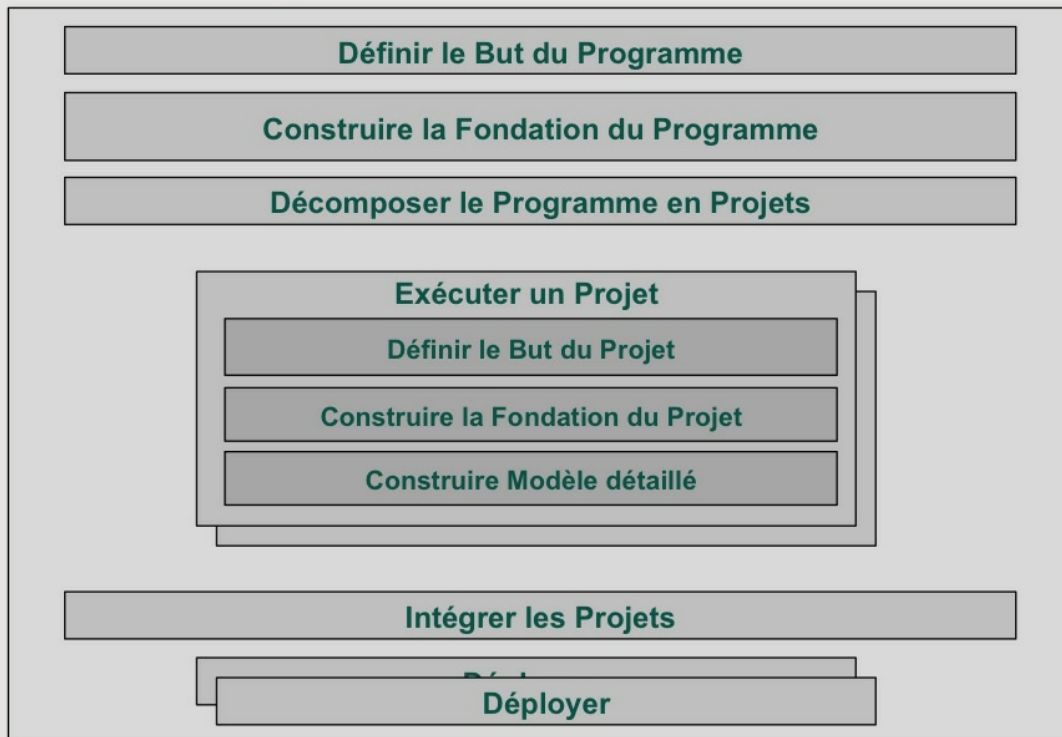 Définir le But du Programme
Construire la Fondation du Programme
Décomposer le Programme en Projets
Exécuter un Projet
Définir le But du Projet
Construire la Fondation du Projet
Construire Modèle détaillé
Intégrer les Projets
Déployer